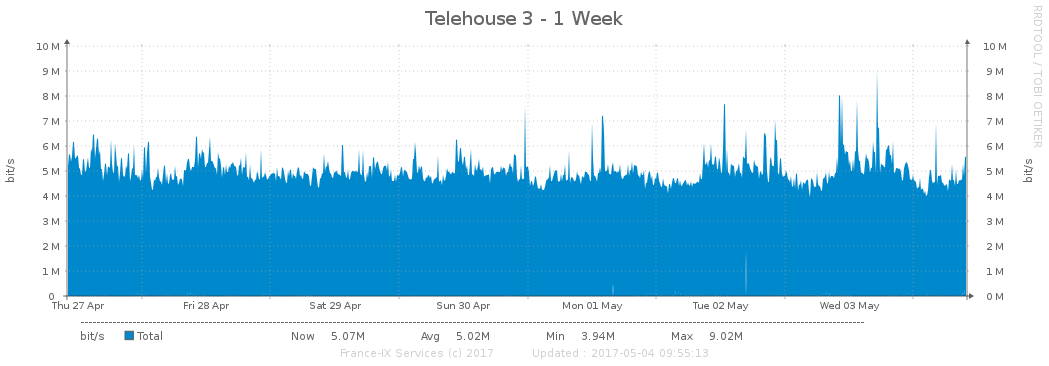 Telehouse 3 - 1 Week
RRDTOOL / TOBI OETIKER
bit/s
10 M 10 M
9 M 9 M
8 M 8 M
7 M 7 M
6 M 6 M
5 M 5 M
4 M 4 M
3 M 3 M
2 M 2 M
1 M 1 M
0 0 M
bit/s
Thu 27 Apr Fri 28 Apr Sat 29 Apr Sun 30 Apr Mon 01 May Tue 02 May Wed 03 May
bit/s Total Now 5.07M Avg 5.02M Min 3.94M Max 9.02M
France-IX Services (c) 2017 Updated : 2017-05-04 09:55:13